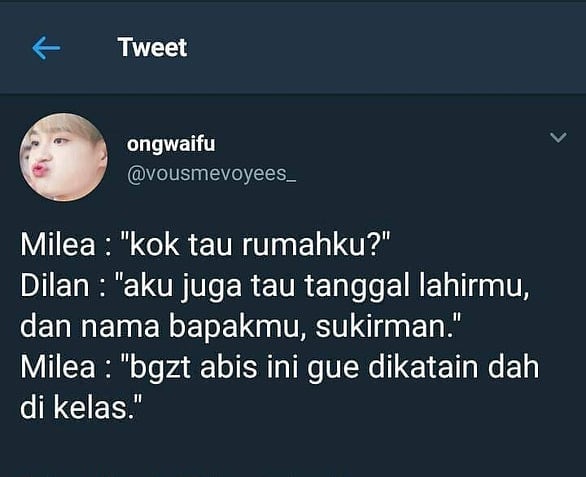 Tweet
ongwaifu
@vousmevoyees_
Milea : "kok tau rumahku?"
Dilan : "aku juga tau tanggal lahirmu,
dan nama bapakmu, sukirman."
Milea : "bgzt abis ini gue dikatain dah
di kelas."